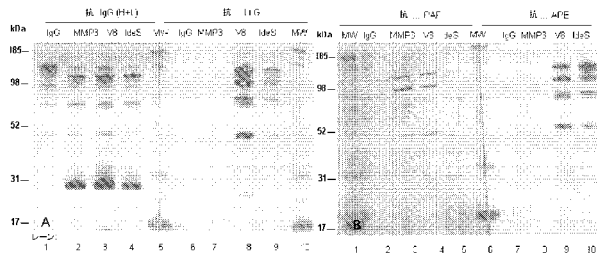 抗 IgG (H+L)
抗 ... LLG
kDa IgG MMP3 V8 IdeS MW IgG MMP3 V8 IdeS MW
185
98
52
31
17
A
レーン: 1 2 3 4 5 6 7 8 9 10
抗 ... PAF
抗 ... APE
kDa MW IgG MMP3 V8 IdeS MW IgG MMP3 V8 IdeS
185
98
52
31
17
B
1 2 3 4 5 6 7 8 9 10